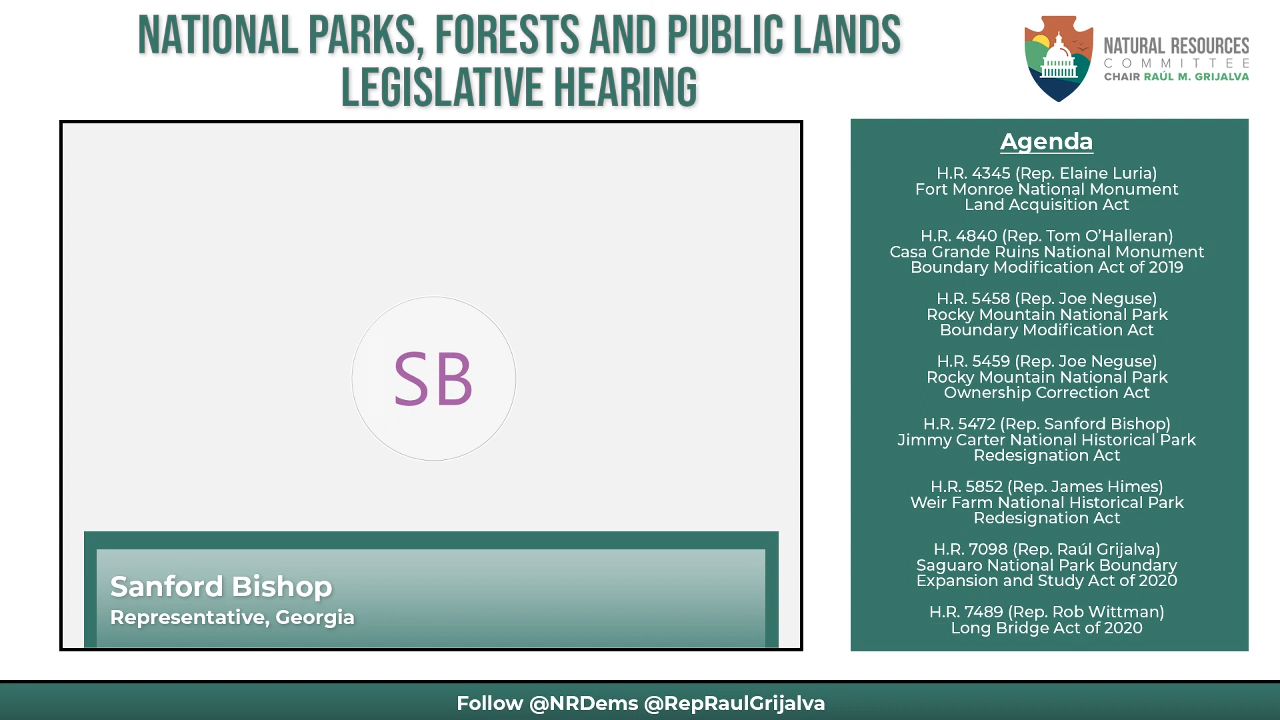 NATIONAL PARKS, FORESTS AND PUBLIC LANDS
LEGISLATIVE HEARING
NATURAL RESOURCES
COMMITTEE
CHAIR RAÚL M. GRIJALVA
SB
Sanford Bishop
Representative, Georgia
Agenda
H.R. 4345 (Rep. Elaine Luria)
Fort Monroe National Monument
Land Acquisition Act
H.R. 4840 (Rep. Tom O’Halleran)
Casa Grande Ruins National Monument
Boundary Modification Act of 2019
H.R. 5458 (Rep. Joe Neguse)
Rocky Mountain National Park
Boundary Modification Act
H.R. 5459 (Rep. Joe Neguse)
Rocky Mountain National Park
Ownership Correction Act
H.R. 5472 (Rep. Sanford Bishop)
Jimmy Carter National Historical Park
Redesignation Act
H.R. 5852 (Rep. James Himes)
Weir Farm National Historical Park
Redesignation Act
H.R. 7098 (Rep. Raúl Grijalva)
Saguaro National Park Boundary
Expansion and Study Act of 2020
H.R. 7489 (Rep. Rob Wittman)
Long Bridge Act of 2020
Follow @NRDems @RepRaulGrijalva